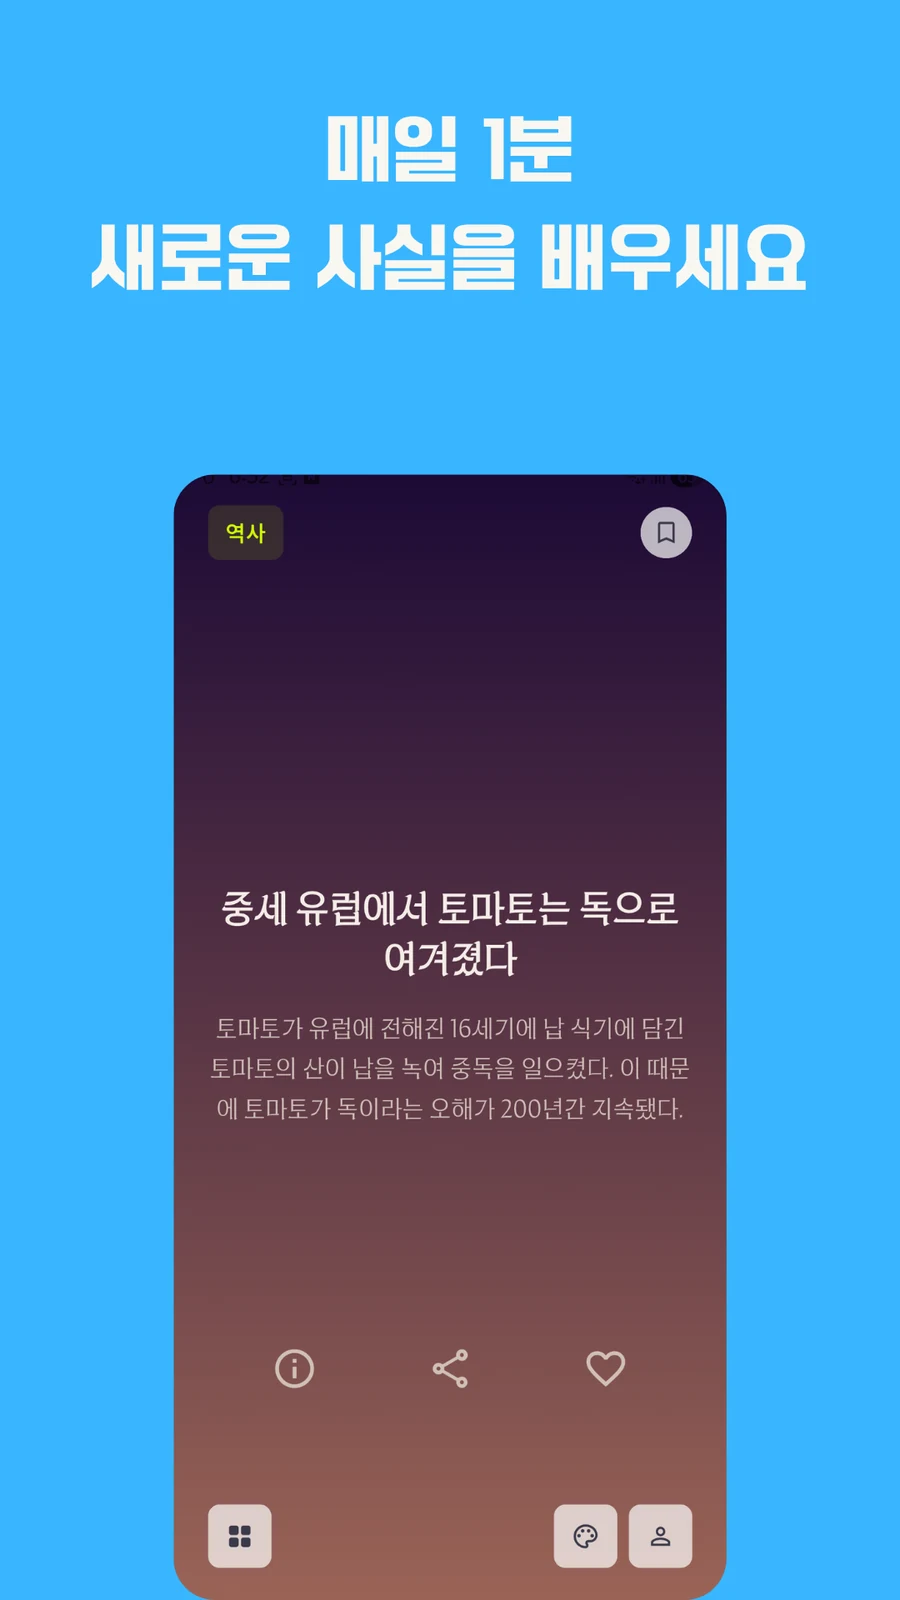 매일 1분
새로운 사실을 배우세요
역사
중세 유럽에서 토마토는 독으로
여겨졌다
토마토가 유럽에 전해진 16세기에 납 식기에 담긴
토마토의 산이 납을 녹여 중독을 일으켰다. 이 때문
에 토마토가 독이라는 오해가 200년간 지속됐다.